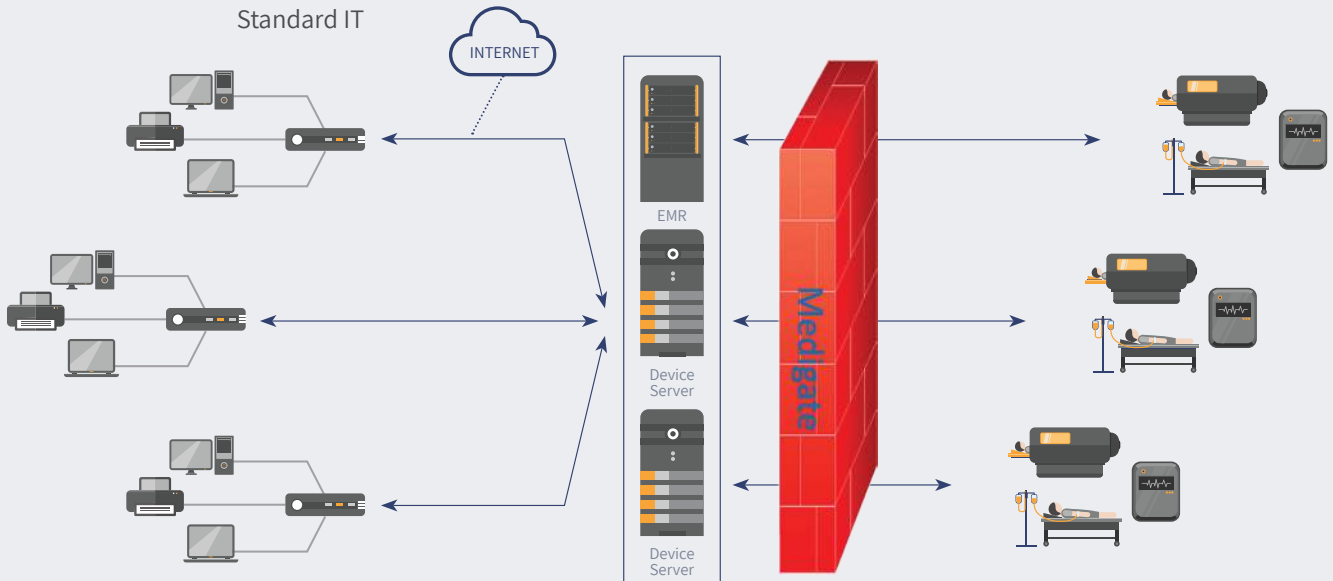 Standard IT
INTERNET
EMR
Device
Server
Medigate
Device
Server